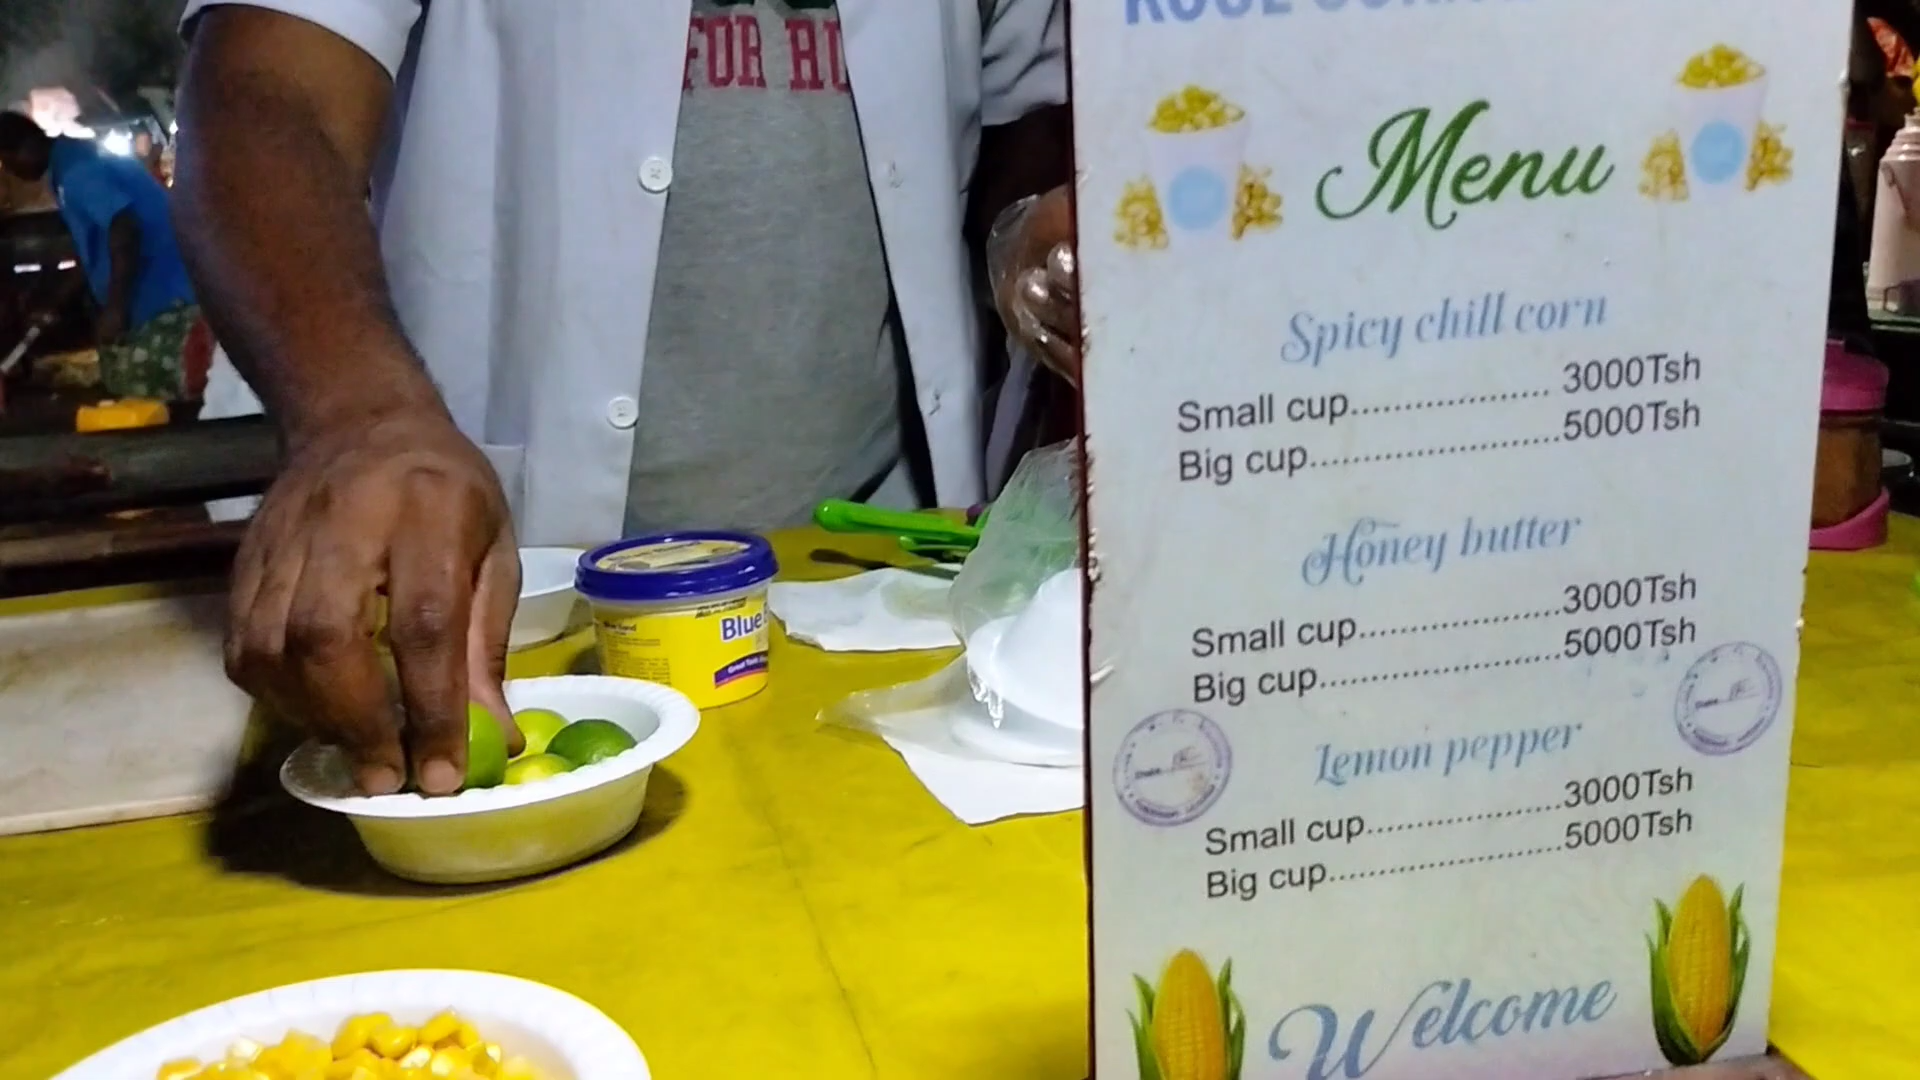 FOR RU
Blue
Menu
Spicy chill corn
Small cup..................... 3000Tsh
Big cup..........................5000Tsh
Honey butter
Small cup.....................3000Tsh
Big cup.........................5000Tsh
Lemon pepper
Small cup.....................3000Tsh
Big cup.........................5000Tsh
Welcome